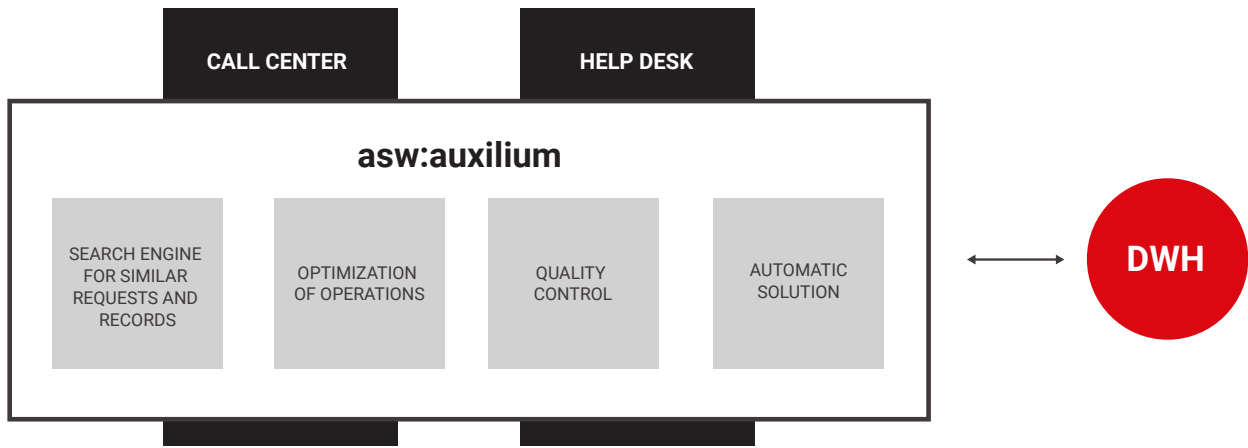 CALL CENTER
HELP DESK
asw:auxilium
SEARCH ENGINE
FOR SIMILAR
REQUESTS AND
RECORDS
OPTIMIZATION
OF OPERATIONS
QUALITY
CONTROL
AUTOMATIC
SOLUTION
DWH